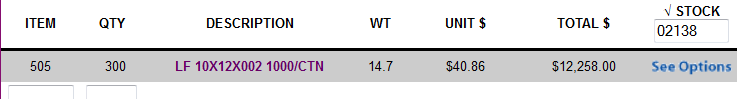 ITEM QTY DESCRIPTION WT UNIT $ TOTAL $ √ STOCK
02138
505 300 LF 10X12X002 1000/CTN 14.7 $40.86 $12,258.00 See Options